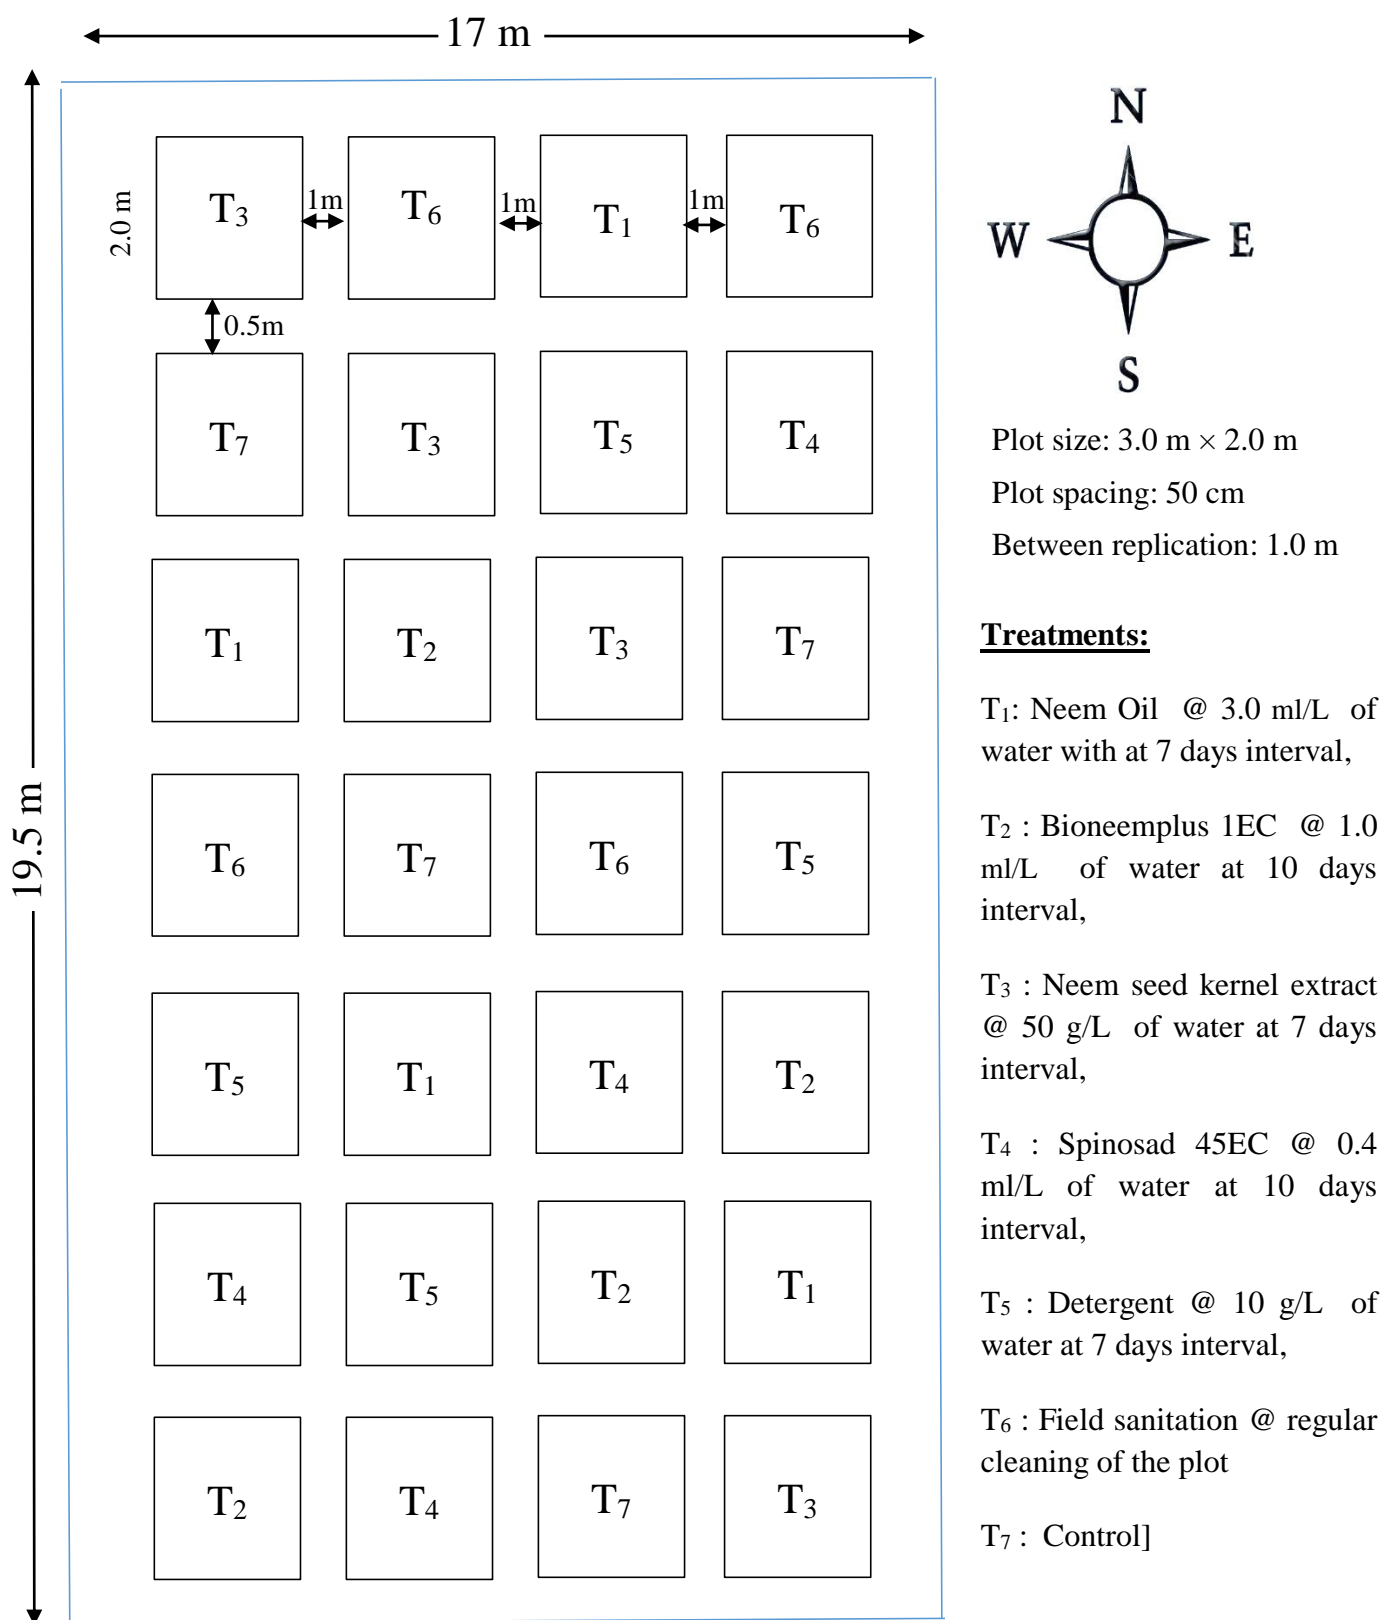 17 m
19.5 m
2.0 m
T3 1m T6 1m T1 1m T6
0.5m
T7 T3 T5 T4
T1 T2 T3 T7
T6 T7 T6 T5
T5 T1 T4 T2
T4 T5 T2 T1
T2 T4 T7 T3
N
W E
S
Plot size: 3.0 m × 2.0 m
Plot spacing: 50 cm
Between replication: 1.0 m
Treatments:
T1: Neem Oil @ 3.0 ml/L of
water with at 7 days interval,
T2 : Bioneemplus 1EC @ 1.0
ml/L of water at 10 days
interval,
T3 : Neem seed kernel extract
@ 50 g/L of water at 7 days
interval,
T4 : Spinosad 45EC @ 0.4
ml/L of water at 10 days
interval,
T5 : Detergent @ 10 g/L of
water at 7 days interval,
T6 : Field sanitation @ regular
cleaning of the plot
T7 : Control]